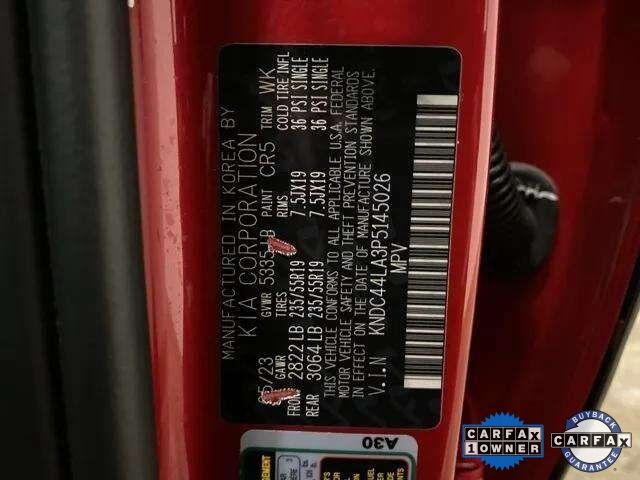 MANUFACTURED IN KOREA BY
KIA CORPORATION
/23 GVWR 5335 B PAINT CR5 TRIM WK
GAWR TIRES RIMS COLD TIRE INFL
FRONT 2822LB 235/55R19 7.5JX19 36 PSI SINGLE
REAR 3064LB 235/55R19 7.5JX19 36 PSI SINGLE
THIS VEHICLE CONFORMS TO ALL APPLICABLE U.S.A. FEDERAL
MOTOR VEHICLE SAFETY AND THEFT PREVENTION STANDARDS
IN EFFECT ON THE DATE OF MANUFACTURE SHOWN ABOVE.
V.I.N KNDC44LA3P5145026
MPV
A30
CARFAX
1 OWNER
BUYBACK
CARFAX
GUARANTEE